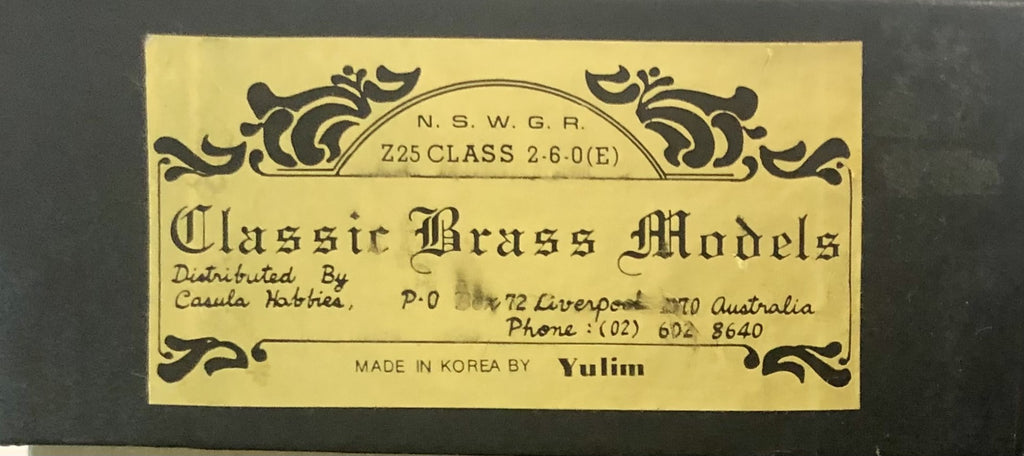 N. S. W. G. R.
Z25 CLASS 2-6-0(E)
Classic Brass Models
Distributed By
Casula Habbies, P.O 72 Liverpool Australia
Phone : (02) 602 8640
MADE IN KOREA BY Yulim